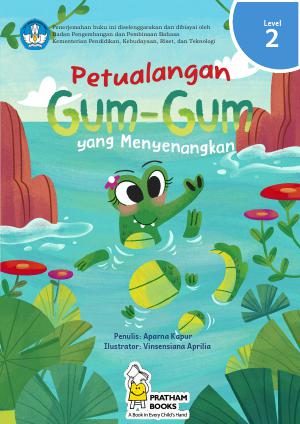 Penerjemahan buku ini diselenggarakan dan dibiayai oleh
Badan Pengembangan dan Pembinaan Bahasa
Kementerian Pendidikan, Kebudayaan, Riset, dan Teknologi
Level
2
Petualangan
Gum-Gum
yang Menyenangkan
Penulis: Aparna Kapur
Ilustrator: Vinsensiana Aprilia
PRATHAM
BOOKS
A Book in Every Child's Hand